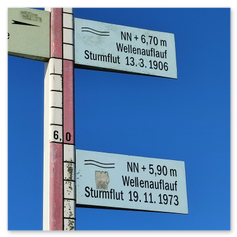 e
NN + 6,70 m
Wellenauflauf
Sturmflut 13.3.1906
6,0
NN + 5,90 m
Wellenauflauf
Sturmflut 19.11.1973